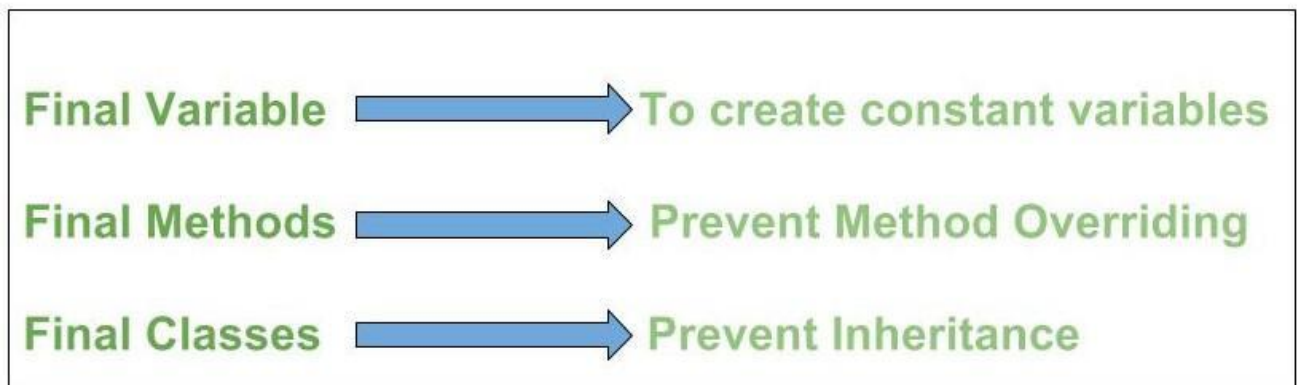 Final Variable To create constant variables
Final Methods Prevent Method Overriding
Final Classes Prevent Inheritance